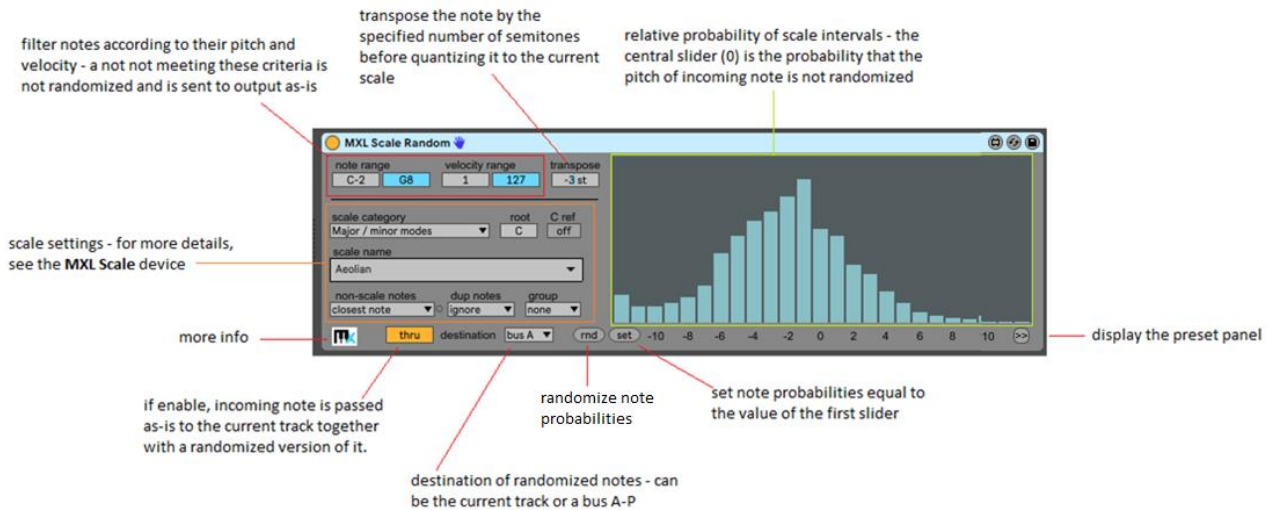 transpose the note by the
specified number of semitones
before quantizing it to the current
scale
filter notes according to their pitch and
velocity - a not not meeting these criteria is
not randomized and is sent to output as-is
relative probability of scale intervals - the
central slider (0) is the probability that the
pitch of incoming note is not randomized
MXL Scale Random
note range velocity range transpose
C-2 G8 1 127 -3 st
scale category root C ref
Major / minor modes C off
scale name
Aeolian
non-scale notes dup notes group
closest note ignore none
thru destination bus A rnd set -10 -8 -6 -4 -2 0 2 4 6 8 10 >>
scale settings - for more details,
see the MXL Scale device
more info
display the preset panel
if enable, incoming note is passed
as-is to the current track together
with a randomized version of it.
randomize note
probabilities
set note probabilities equal to
the value of the first slider
destination of randomized notes - can
be the current track or a bus A-P